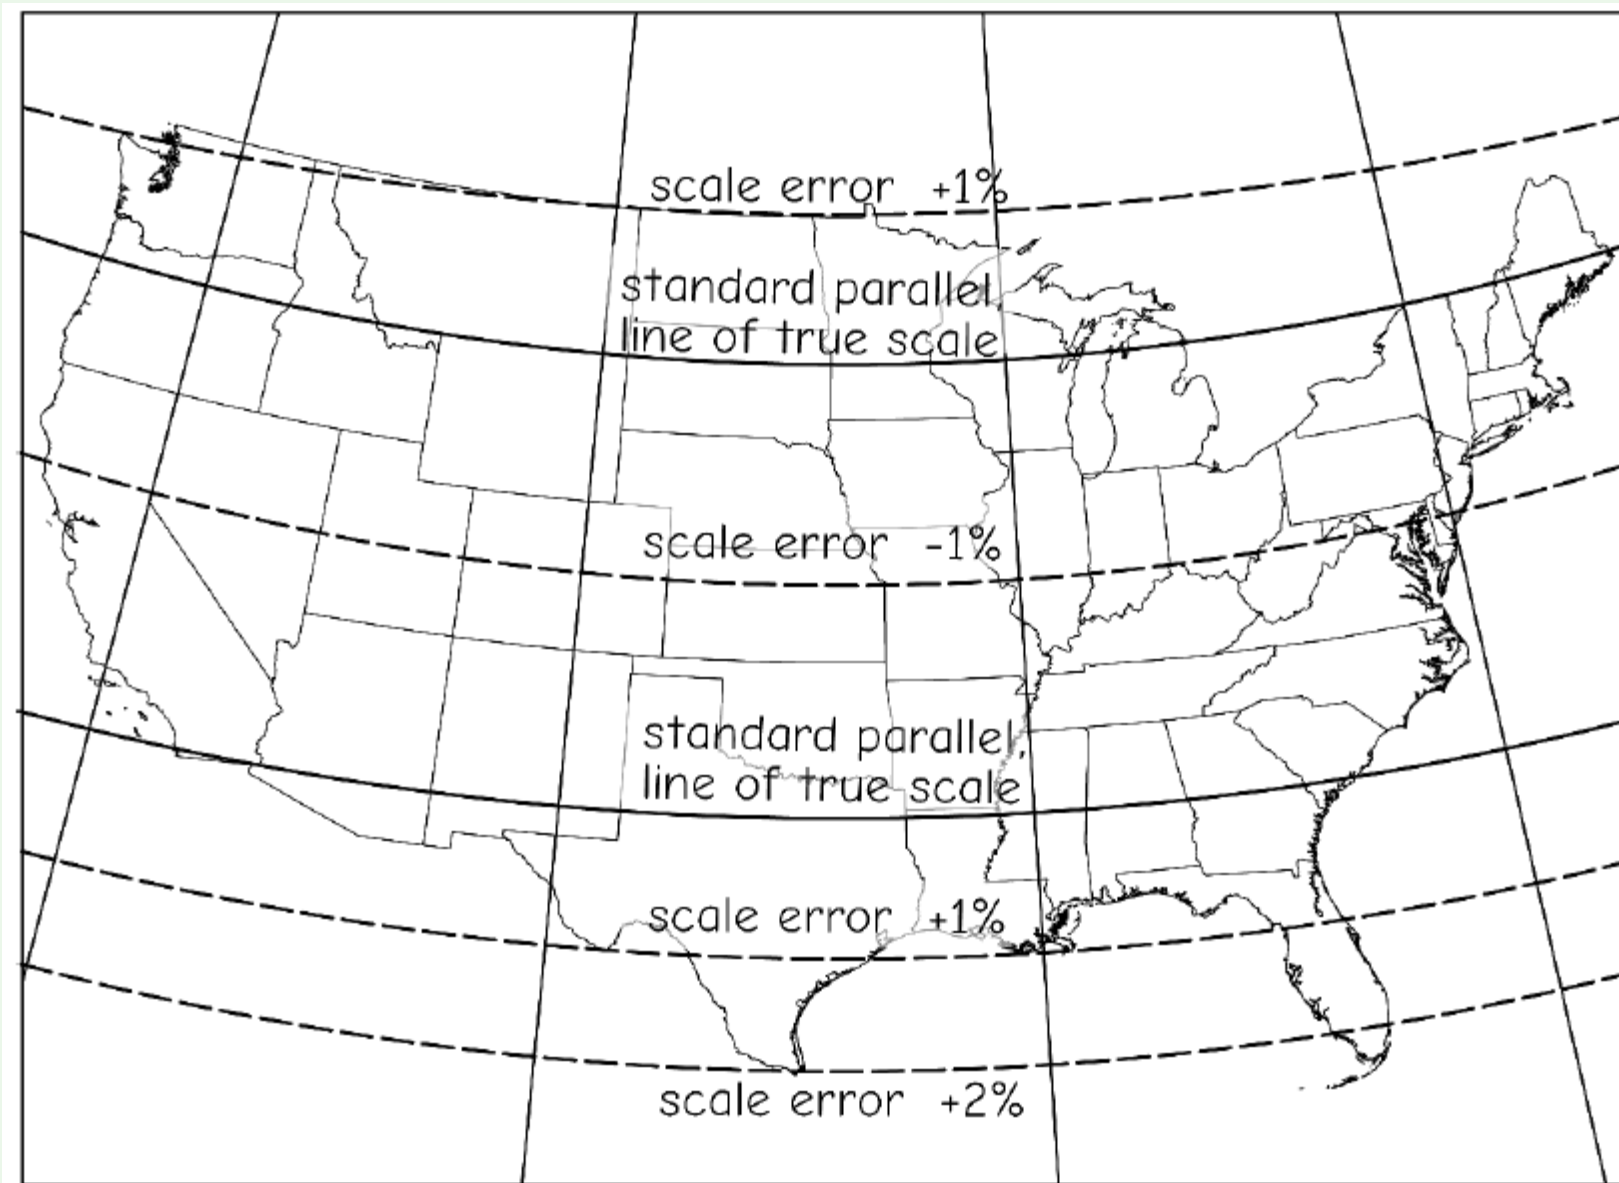 scale error +1%
standard parallel,
line of true scale
scale error -1%
standard parallel,
line of true scale
scale error +1%
scale error +2%